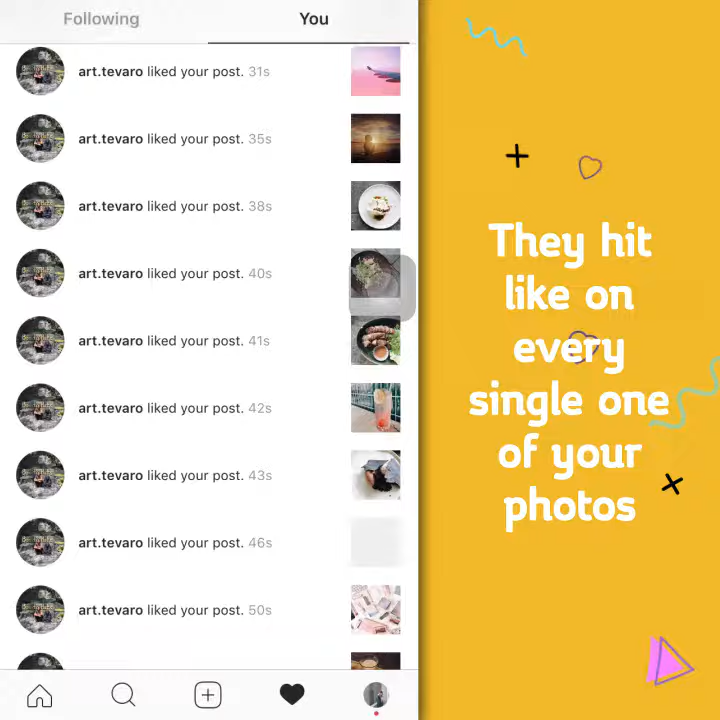 Following You
art.tevaro liked your post. 31s
art.tevaro liked your post. 35s
art.tevaro liked your post. 38s
art.tevaro liked your post. 40s
art.tevaro liked your post. 41s
art.tevaro liked your post. 42s
art.tevaro liked your post. 43s
art.tevaro liked your post. 46s
art.tevaro liked your post. 50s
They hit
like on
every
single one
of your
photos